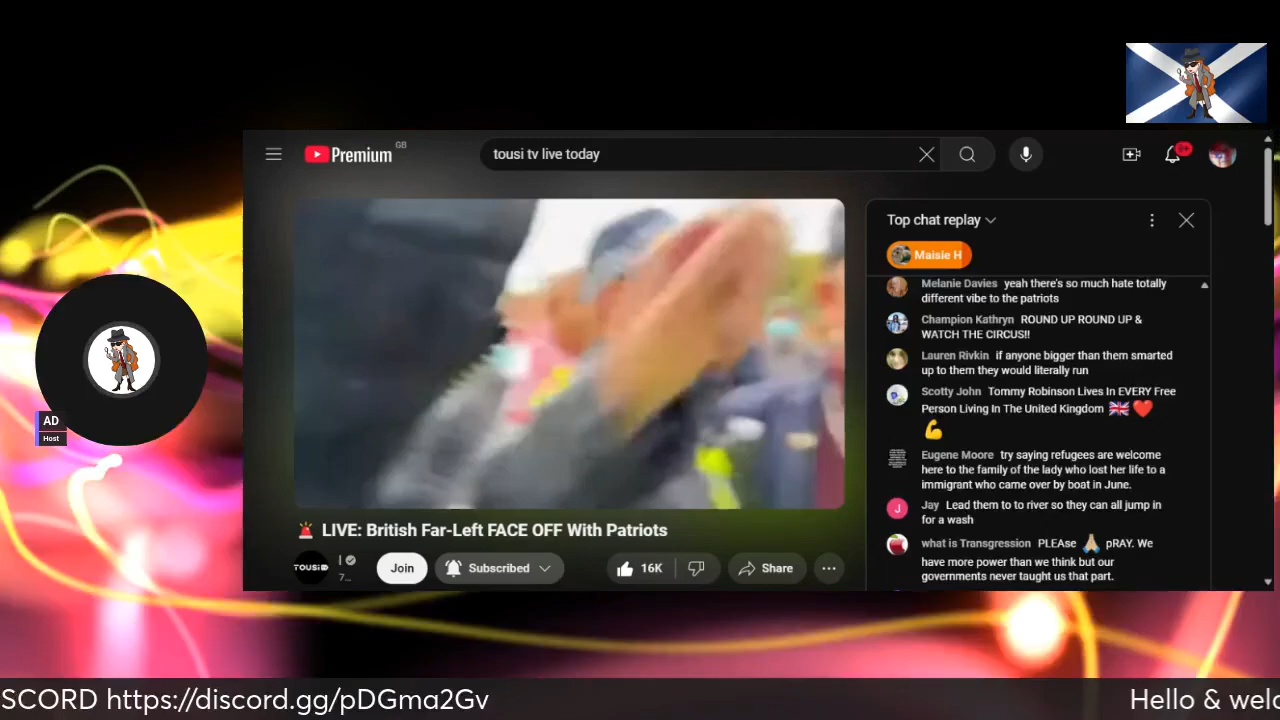 Premium GB
tousi tv live today
9+
Top chat replay
Maisie H
Melanie Davies yeah there's so much hate totally
different vibe to the patriots
Champion Kathryn ROUND UP ROUND UP &
WATCH THE CIRCUS!!
Lauren Rivkin if anyone bigger than them smarted
up to them they would literally run
Scotty John Tommy Robinson Lives In EVERY Free
Person Living In The United Kingdom 🇬🇧 ❤️
💪
Eugene Moore try saying refugees are welcome
here to the family of the lady who lost her life to a
immigrant who came over by boat in June.
J
Jay Lead them to to river so they can all jump in
for a wash
what is Transgression PLEAse 🙏🏼 pRAY. We
have more power than we think but our
governments never taught us that part.
AD
Host
🚨 LIVE: British Far-Left FACE OFF With Patriots
TOUSI
7...
Join
Subscribed
16K
Share
SCORD https://discord.gg/pDGma2Gv
Hello & welc